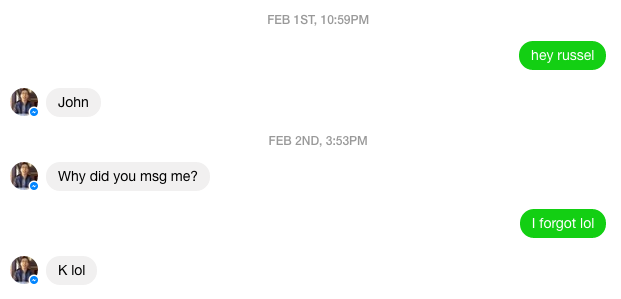 FEB 1ST, 10:59PM
hey russel
John
FEB 2ND, 3:53PM
Why did you msg me?
I forgot lol
K lol